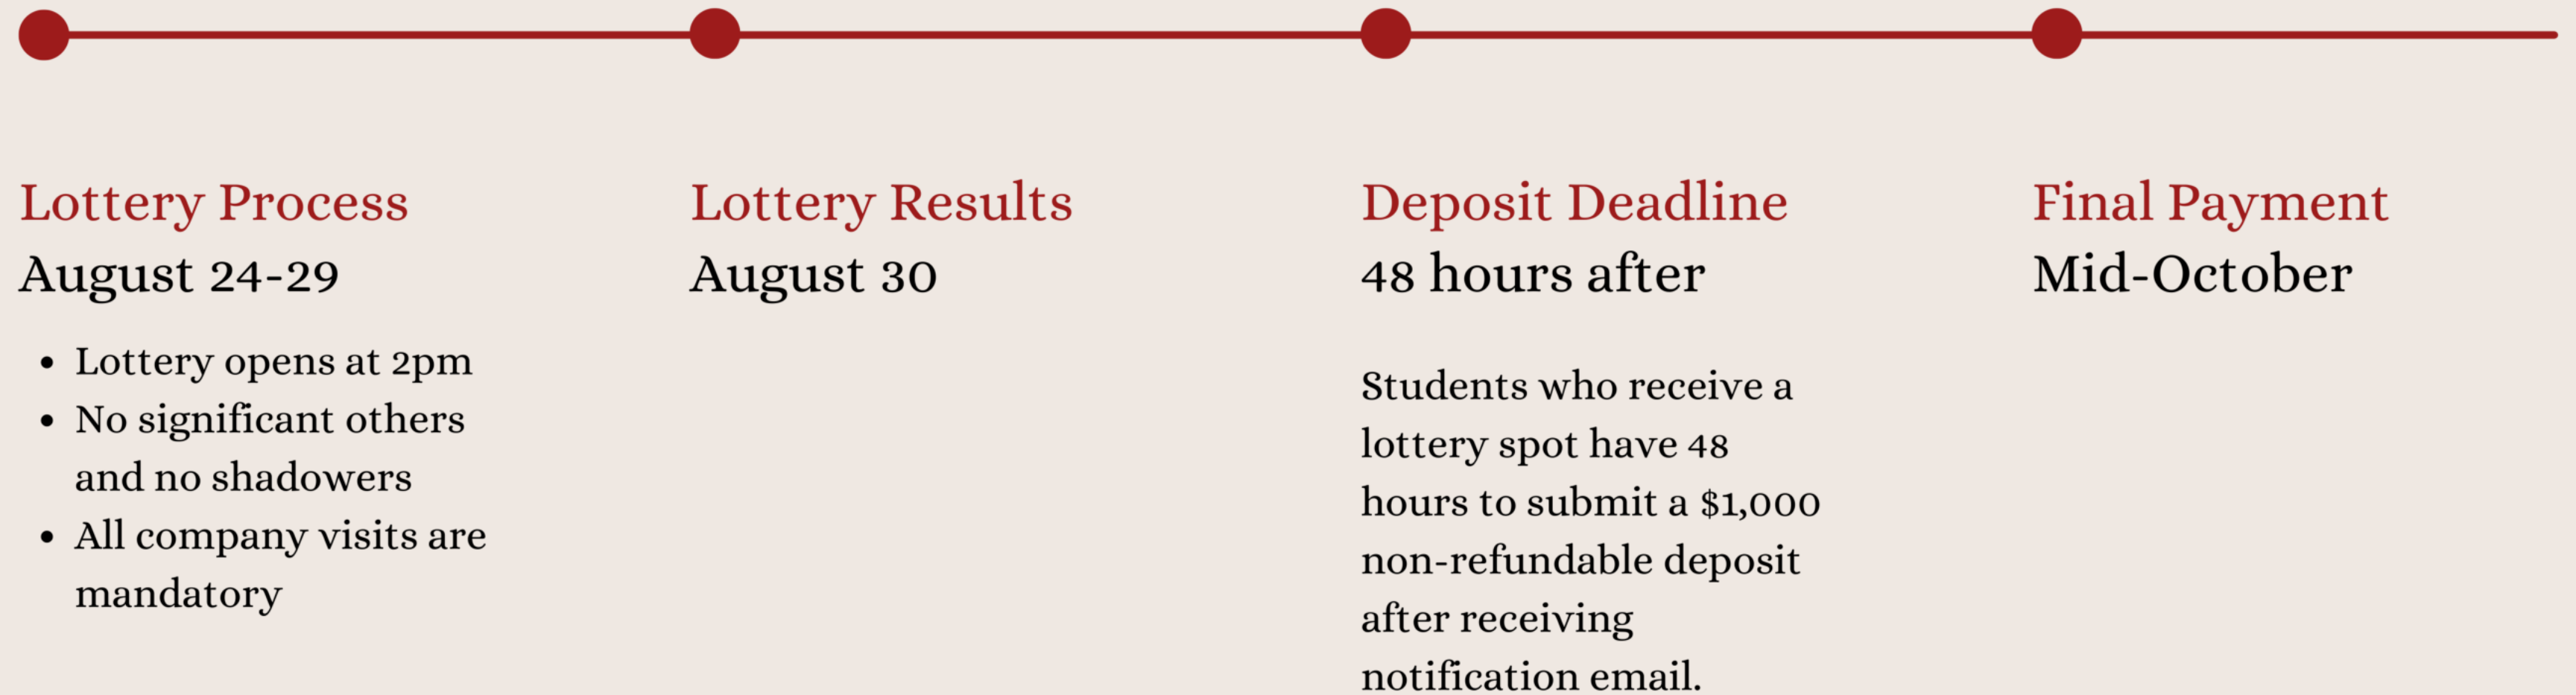 Lottery Process
August 24-29
• Lottery opens at 2pm
• No significant others
and no shadowers
• All company visits are
mandatory
Lottery Results
August 30
Deposit Deadline
48 hours after
Students who receive a
lottery spot have 48
hours to submit a $1,000
non-refundable deposit
after receiving
notification email.
Final Payment
Mid-October